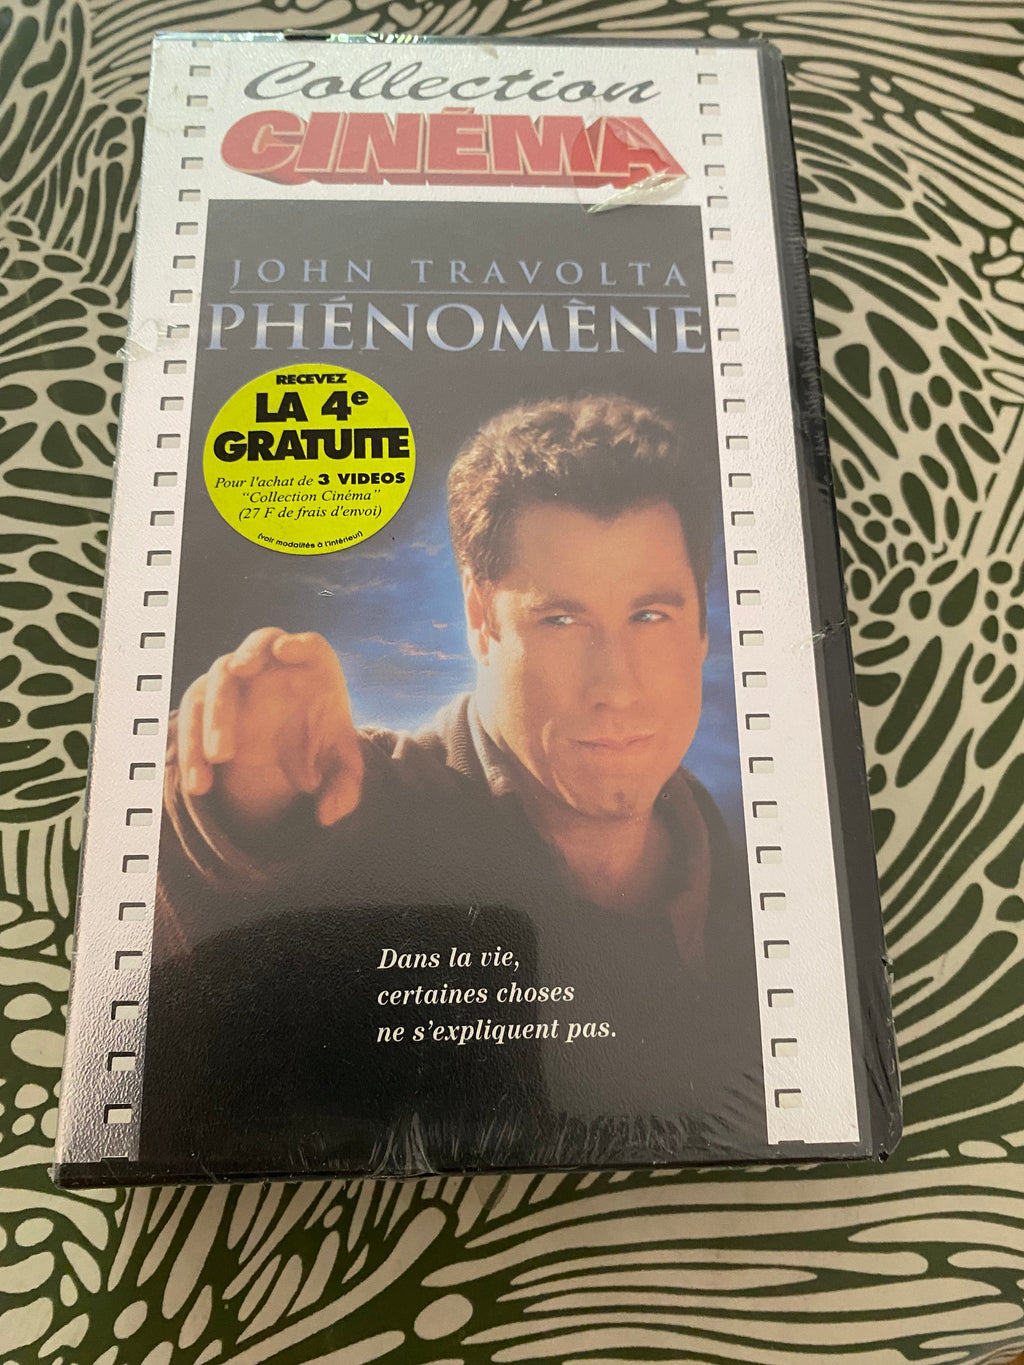 Collection
CINÉMA
JOHN TRAVOLTA
PHÉNOMÈNE
RECEVEZ
LA 4e
GRATUITE
Pour l'achat de 3 VIDEOS
"Collection Cinéma"
(27 F de frais d'envoi)
(voir modalités à l'intérieur)
Dans la vie,
certaines choses
ne s'expliquent pas.